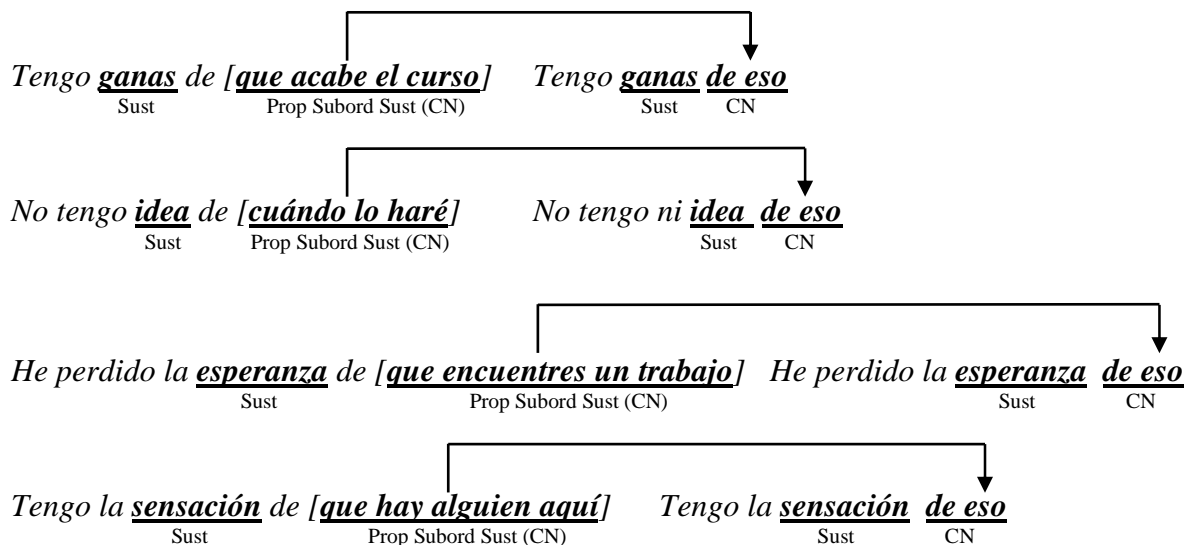 Tengo ganas de [que acabe el curso] Tengo ganas de eso
Sust Prop Subord Sust (CN) Sust CN
No tengo idea de [cuándo lo haré] No tengo ni idea de eso
Sust Prop Subord Sust (CN) Sust CN
He perdido la esperanza de [que encuentres un trabajo] He perdido la esperanza de eso
Sust Prop Subord Sust (CN) Sust CN
Tengo la sensación de [que hay alguien aquí] Tengo la sensación de eso
Sust Prop Subord Sust (CN) Sust CN